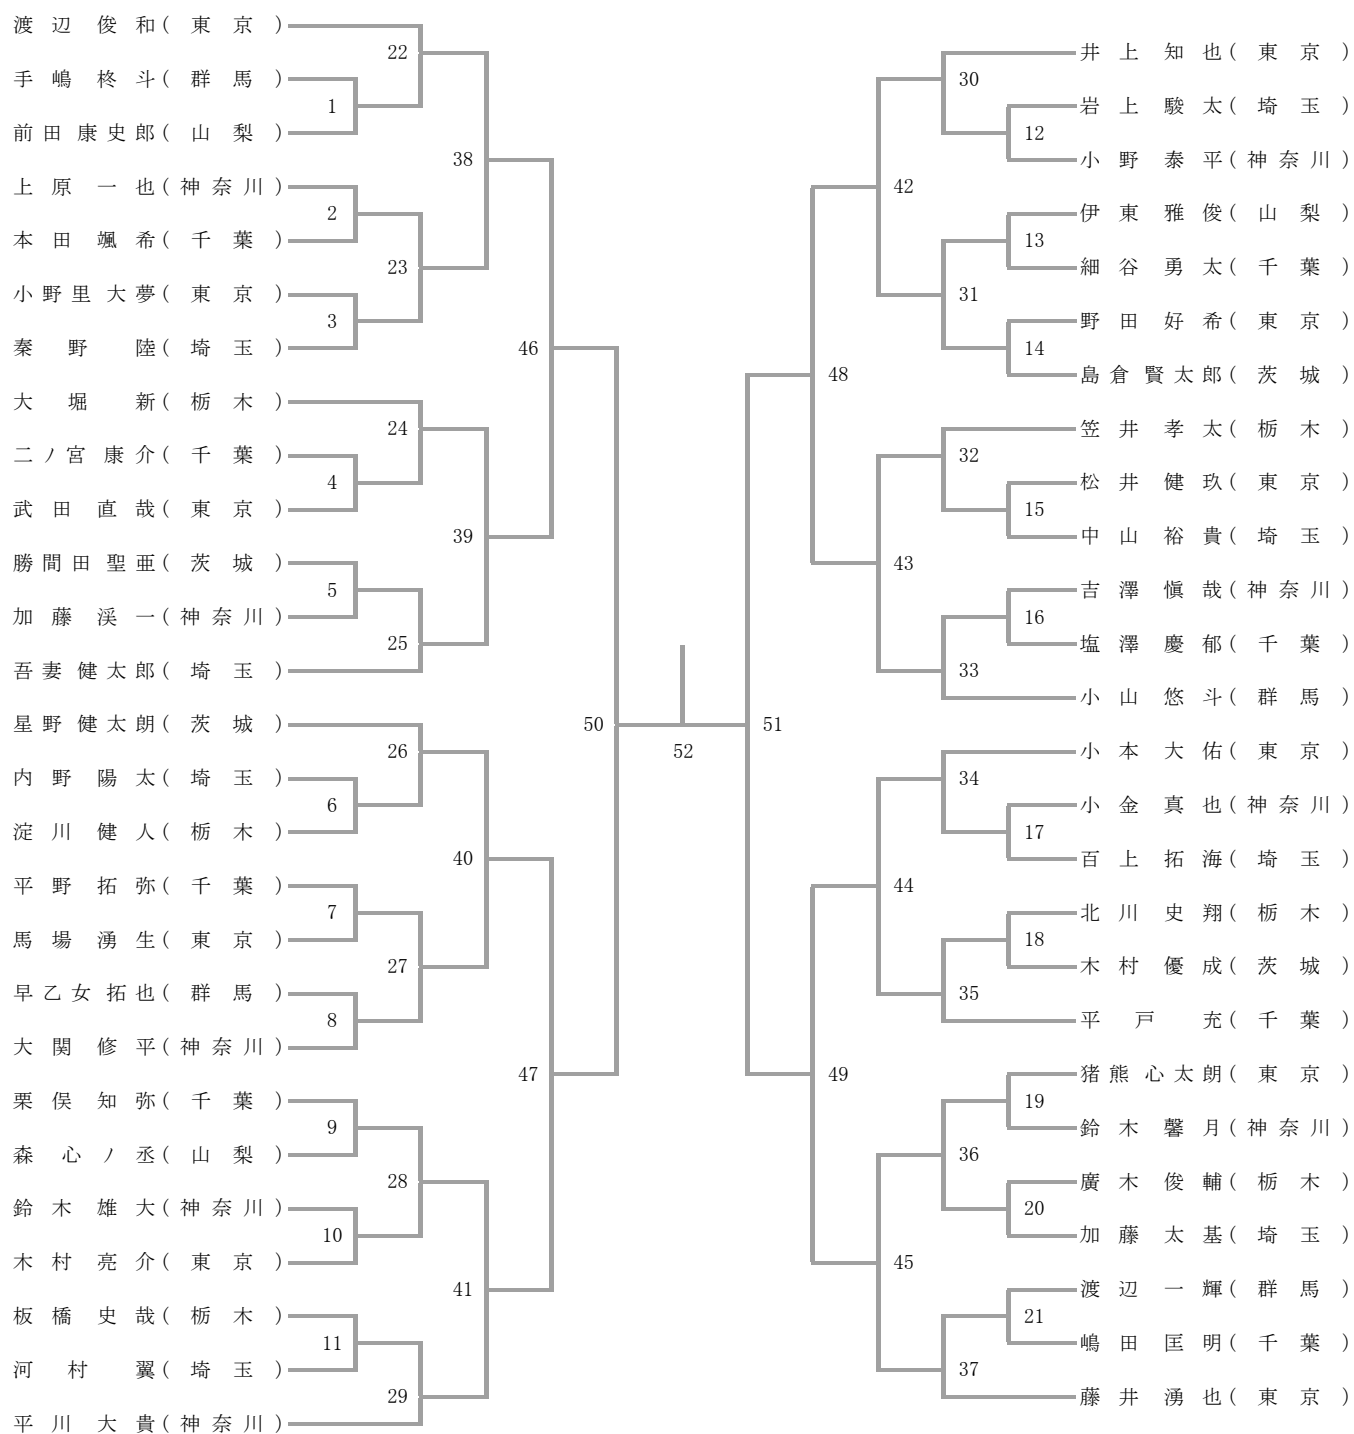 渡辺俊和(東京)
22
手嶋柊斗(群馬)
1
前田康史郎(山梨)
38
上原一也(神奈川)
2
本田颯希(千葉)
23
小野里大夢(東京)
3
秦野陸(埼玉)
46
大堀新(栃木)
24
二ノ宮康介(千葉)
4
武田直哉(東京)
39
勝間田聖亜(茨城)
5
加藤渓一(神奈川)
25
吾妻健太郎(埼玉)
50
星野健太朗(茨城)
26
内野陽太(埼玉)
6
淀川健人(栃木)
40
平野拓弥(千葉)
7
馬場湧生(東京)
27
早乙女拓也(群馬)
8
大関修平(神奈川)
47
栗俣知弥(千葉)
9
森心ノ丞(山梨)
28
鈴木雄大(神奈川)
10
木村亮介(東京)
41
板橋史哉(栃木)
11
河村翼(埼玉)
29
平川大貴(神奈川)
52
井上知也(東京)
30
岩上駿太(埼玉)
12
小野泰平(神奈川)
42
伊東雅俊(山梨)
13
細谷勇太(千葉)
31
野田好希(東京)
14
島倉賢太郎(茨城)
48
笠井孝太(栃木)
32
松井健玖(東京)
15
中山裕貴(埼玉)
43
吉澤愼哉(神奈川)
16
塩澤慶郁(千葉)
33
小山悠斗(群馬)
51
小本大佑(東京)
34
小金真也(神奈川)
17
百上拓海(埼玉)
44
北川史翔(栃木)
18
木村優成(茨城)
35
平戸充(千葉)
49
猪熊心太朗(東京)
19
鈴木馨月(神奈川)
36
廣木俊輔(栃木)
20
加藤太基(埼玉)
45
渡辺一輝(群馬)
21
嶋田匡明(千葉)
37
藤井湧也(東京)